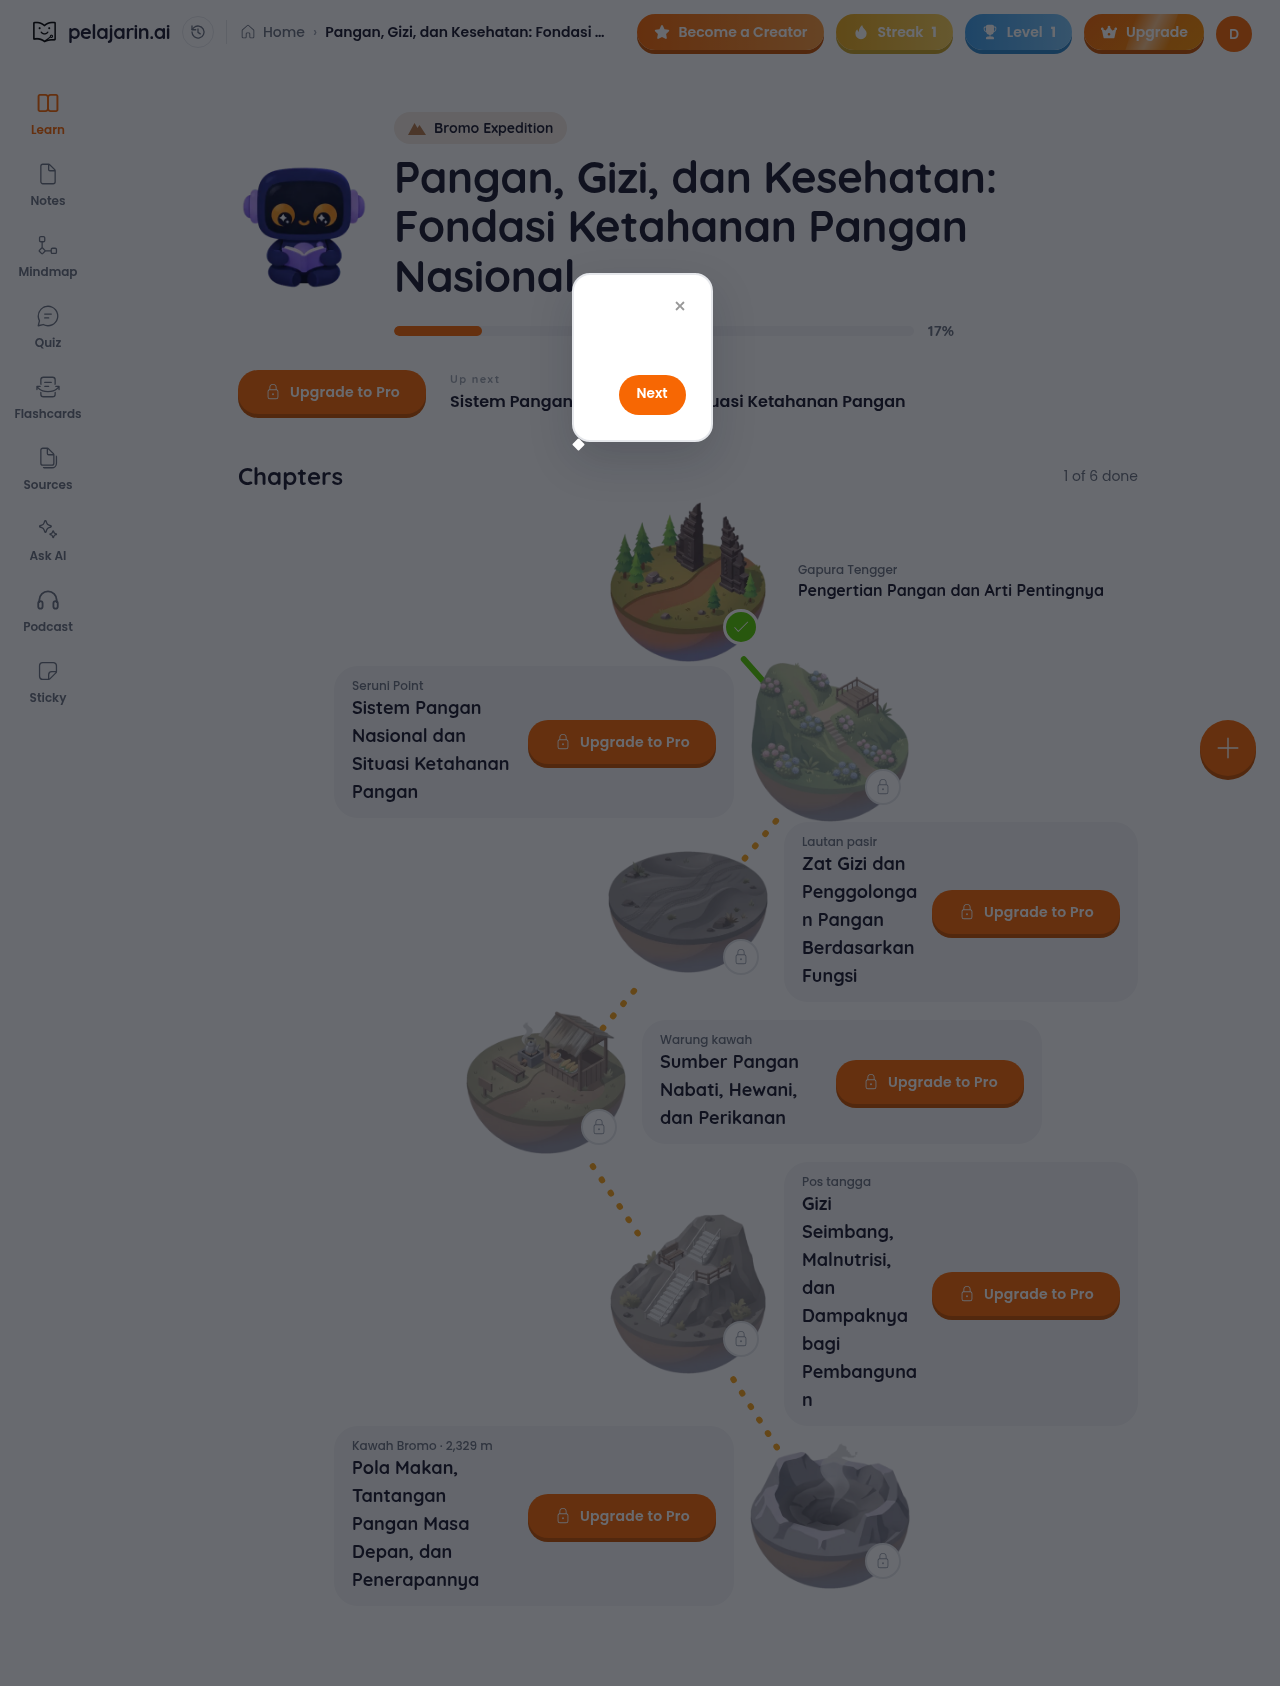 pelajarin.ai
Home › Pangan, Gizi, dan Kesehatan: Fondasi ...
Become a Creator
Streak 1
Level 1
Upgrade
D
Learn
Notes
Mindmap
Quiz
Flashcards
Sources
Ask AI
Podcast
Sticky
Bromo Expedition
Pangan, Gizi, dan Kesehatan:
Fondasi Ketahanan Pangan
Nasional
17%
×
Next
Upgrade to Pro
Up next
Sistem Pangan
uasi Ketahanan Pangan
Chapters
1 of 6 done
Gapura Tengger
Pengertian Pangan dan Arti Pentingnya
Seruni Point
Sistem Pangan
Nasional dan
Situasi Ketahanan
Pangan
Upgrade to Pro
Lautan pasir
Zat Gizi dan
Penggolonga
n Pangan
Berdasarkan
Fungsi
Upgrade to Pro
Warung kawah
Sumber Pangan
Nabati, Hewani,
dan Perikanan
Upgrade to Pro
Pos tangga
Gizi
Seimbang,
Malnutrisi,
dan
Dampaknya
bagi
Pembanguna
n
Upgrade to Pro
Kawah Bromo · 2,329 m
Pola Makan,
Tantangan
Pangan Masa
Depan, dan
Penerapannya
Upgrade to Pro